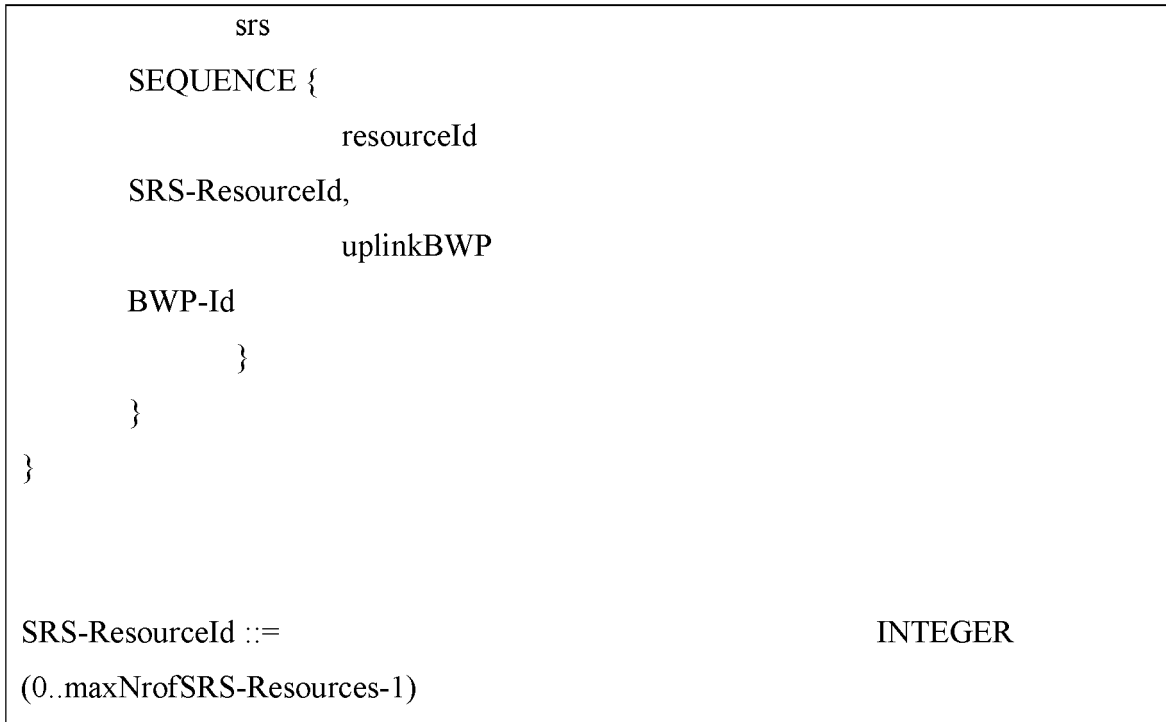 srs
SEQUENCE {
resourceId
SRS-ResourceId,
uplinkBWP
BWP-Id
}
}
}
SRS-ResourceId ::= INTEGER
(0..maxNrofSRS-Resources-1)